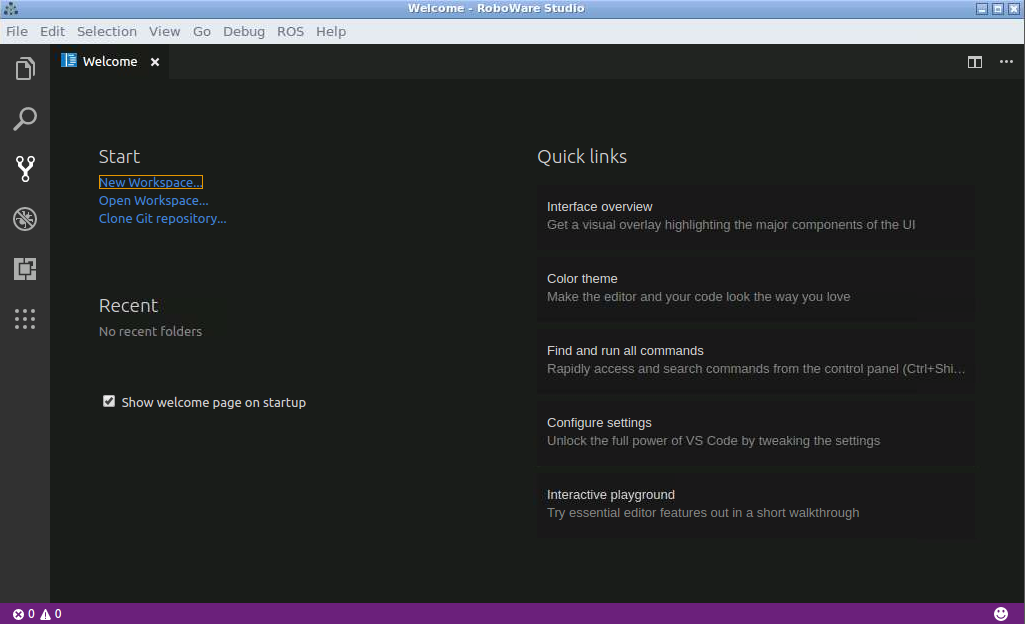 Welcome - RoboWare Studio
File Edit Selection View Go Debug ROS Help
Welcome
Start
New Workspace...
Open Workspace...
Clone Git repository...
Recent
No recent folders
Show welcome page on startup
Quick links
Interface overview
Get a visual overlay highlighting the major components of the UI
Color theme
Make the editor and your code look the way you love
Find and run all commands
Rapidly access and search commands from the control panel (Ctrl+Shi...
Configure settings
Unlock the full power of VS Code by tweaking the settings
Interactive playground
Try essential editor features out in a short walkthrough
0 0